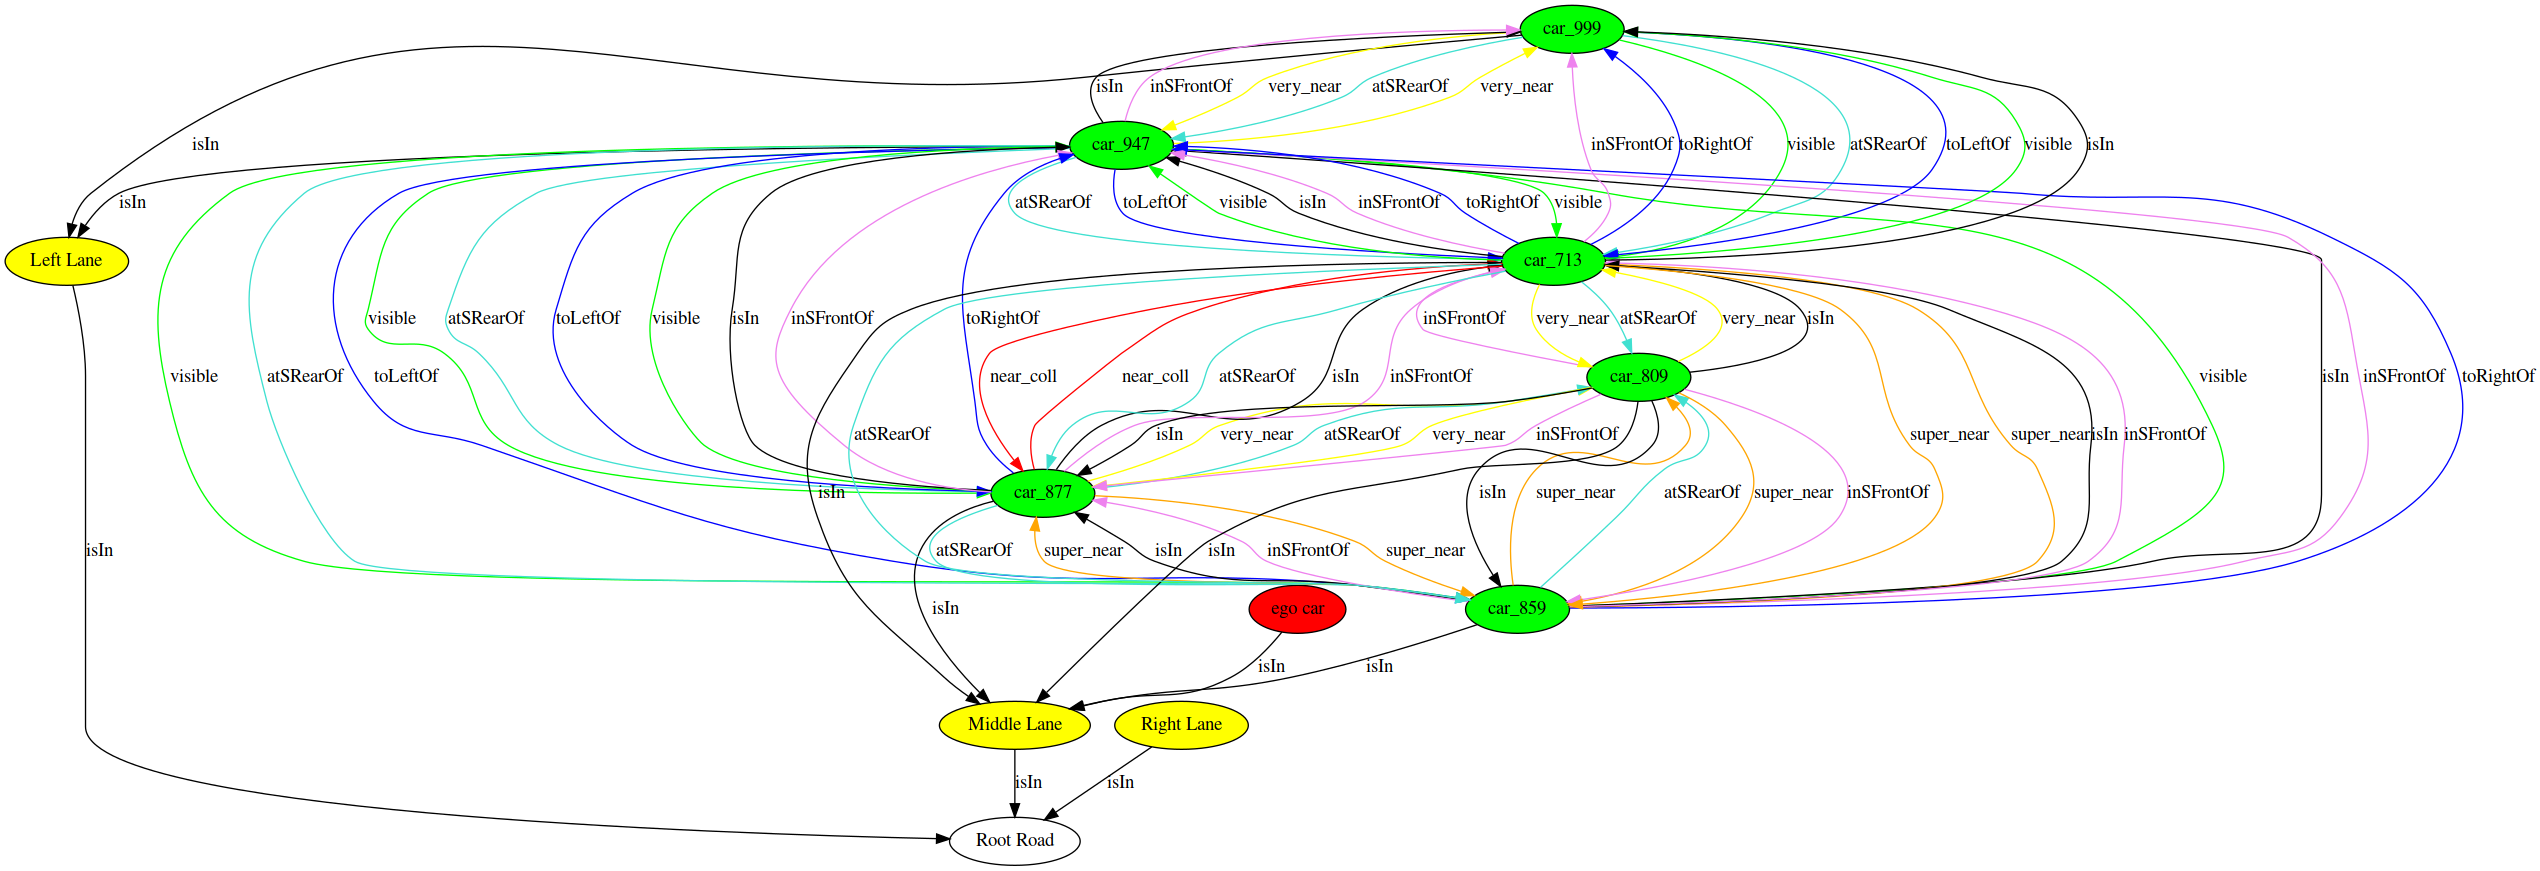 car_999
isIn inSFrontOf very_near atSRearOf very_near
isIn car_947 inSFrontOf toRightOf visible atSRearOf toLeftOf visible isIn
isIn atSRearOf toLeftOf visible isIn inSFrontOf toRightOf visible
Left Lane car_713
visible atSRearOf toLeftOf visible isIn inSFrontOf toRightOf inSFrontOf very_near atSRearOf very_near isIn
visible atSRearOf toLeftOf near_coll near_coll atSRearOf isIn inSFrontOf car_809 visible isIn inSFrontOf toRightOf
atSRearOf isIn very_near atSRearOf very_near inSFrontOf super_near super_near isIn inSFrontOf
isIn car_877 isIn super_near atSRearOf super_near inSFrontOf
isIn atSRearOf super_near isIn isIn inSFrontOf super_near
isIn ego car car_859
isIn isIn
Middle Lane Right Lane
isIn isIn
Root Road